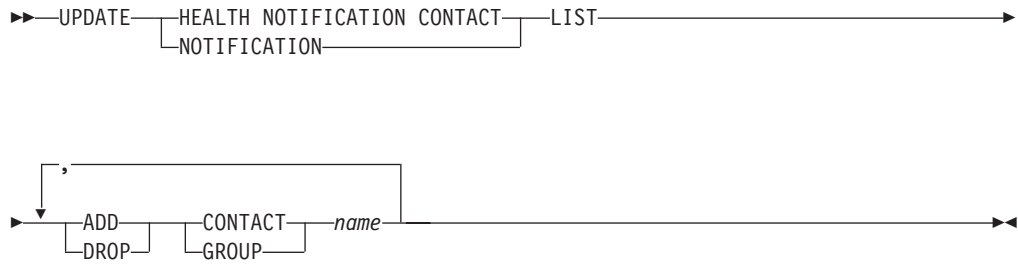 UPDATE HEALTH NOTIFICATION CONTACT LIST
NOTIFICATION
,
ADD CONTACT name
DROP GROUP